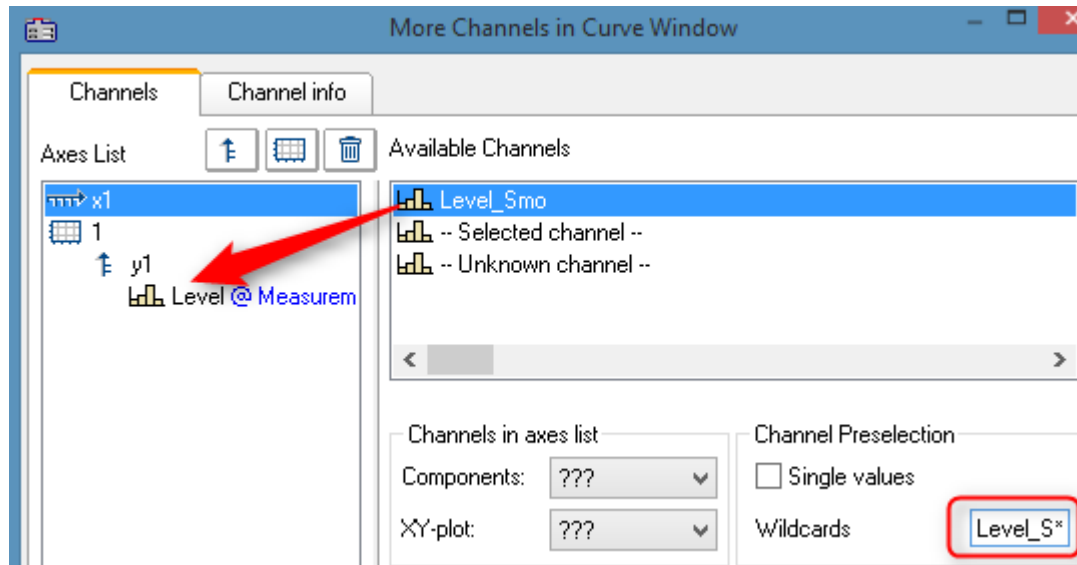 More Channels in Curve Window
Channels
Channel info
Axes List
Available Channels
x1
1
y1
Level @ Measurem
Level_Smo
-- Selected channel --
-- Unknown channel --
Channels in axes list
Components: ???
XY-plot: ???
Channel Preselection
Single values
Wildcards Level_S*